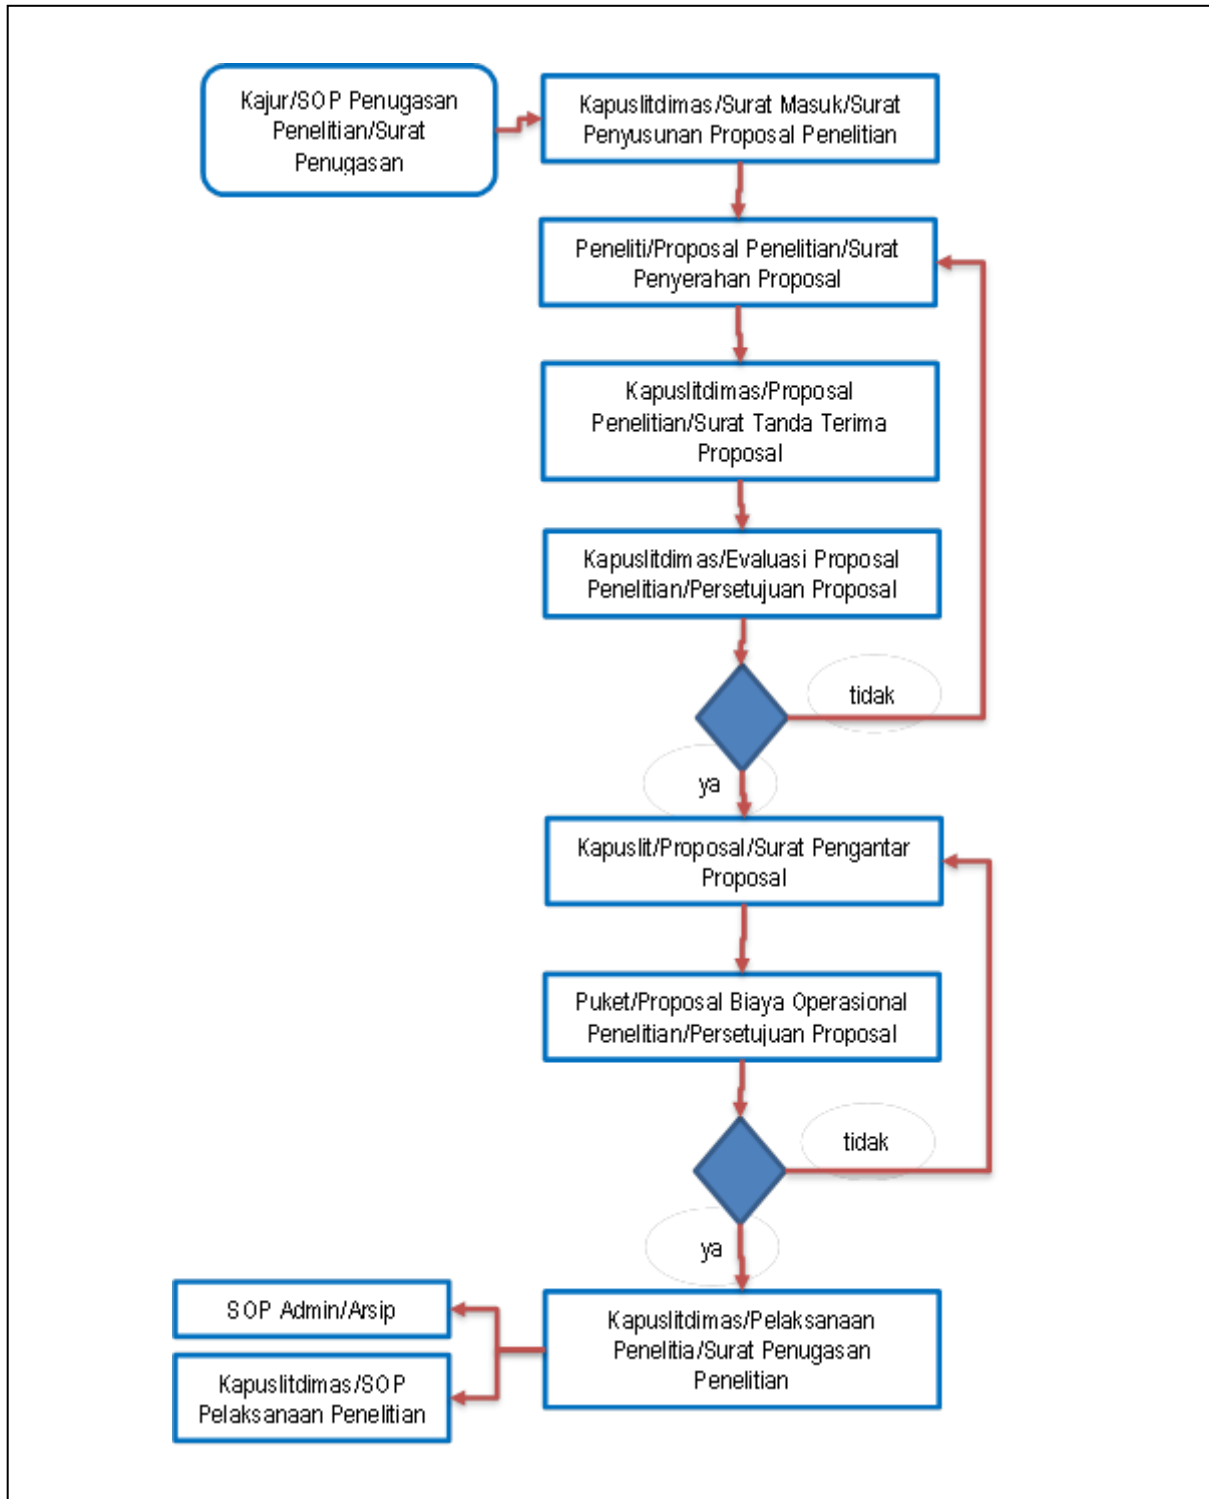 Kajur/SOP Penugasan
Penelitian/Surat
Penugasan
Kapuslitdimas/Surat Masuk/Surat
Penyusunan Proposal Penelitian
Peneliti/Proposal Penelitian/Surat
Penyerahan Proposal
Kapuslitdimas/Proposal
Penelitian/Surat Tanda Terima
Proposal
Kapuslitdimas/Evaluasi Proposal
Penelitian/Persetujuan Proposal
tidak
ya
Kapuslit/Proposal/Surat Pengantar
Proposal
Puket/Proposal Biaya Operasional
Penelitian/Persetujuan Proposal
tidak
ya
Kapuslitdimas/Pelaksanaan
Penelitia/Surat Penugasan
Penelitian
SOP Admin/Arsip
Kapuslitdimas/SOP
Pelaksanaan Penelitian